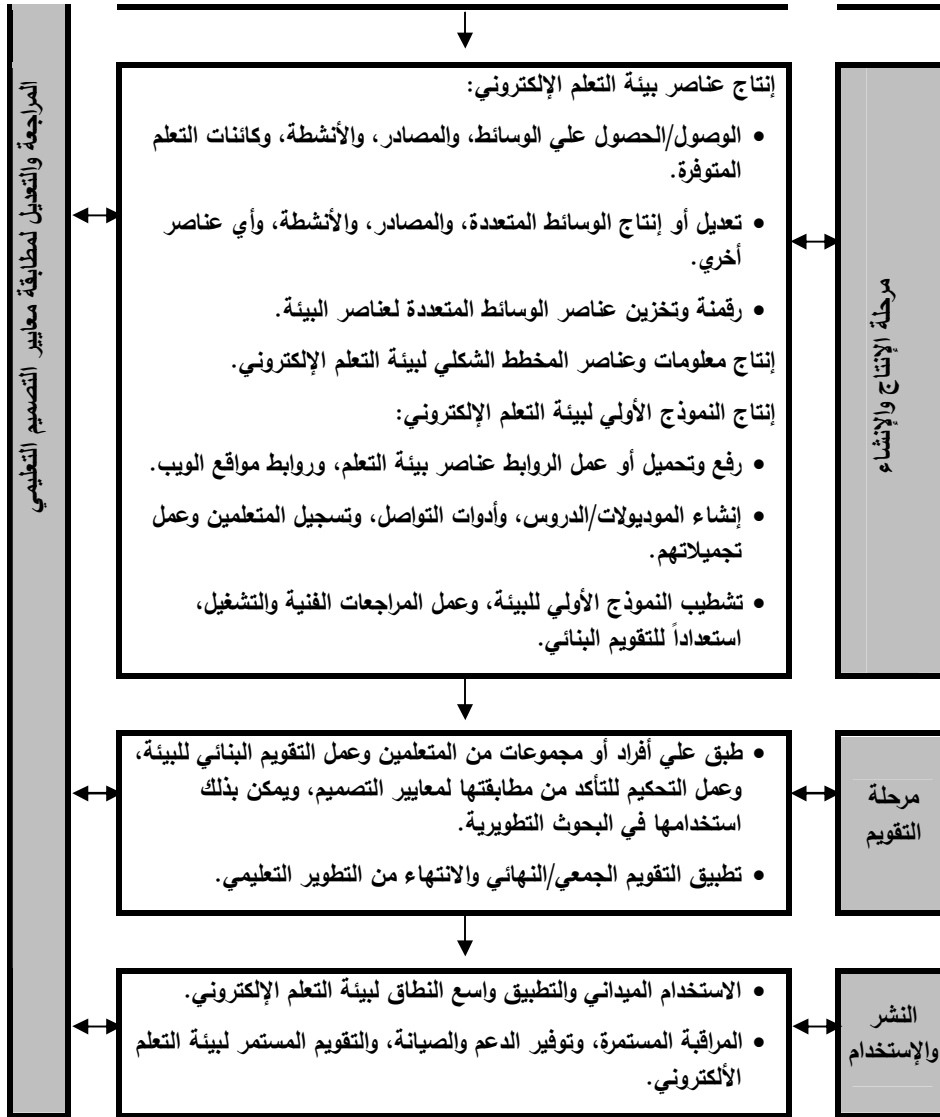 مرحلة الإنتاج والإنشاء
إنتاج عناصر بيئة التعلم الإلكتروني:
• الوصول/الحصول علي الوسائط، والمصادر، والأنشطة، وكائنات التعلم
المتوفرة.
• تعديل أو إنتاج الوسائط المتعددة، والمصادر، والأنشطة، وأي عناصر
أخري.
• رقمنة وتخزين عناصر الوسائط المتعددة لعناصر البيئة.
إنتاج معلومات وعناصر المخطط الشكلي لبيئة التعلم الإلكتروني.
إنتاج النموذج الأولي لبيئة التعلم الإلكتروني:
• رفع وتحميل أو عمل الروابط عناصر بيئة التعلم، وروابط مواقع الويب.
• إنشاء الموديولات/الدروس، وأدوات التواصل، وتسجيل المتعلمين وعمل
تجميلاتهم.
• تشطيب النموذج الأولي للبيئة، وعمل المراجعات الفنية والتشغيل،
استعداداً للتقويم البنائي.
مرحلة
التقويم
• طبق علي أفراد أو مجموعات من المتعلمين وعمل التقويم البنائي للبيئة،
وعمل التحكيم للتأكد من مطابقتها لمعايير التصميم، ويمكن بذلك
استخدامها في البحوث التطويرية.
• تطبيق التقويم الجمعي/النهائي والانتهاء من التطوير التعليمي.
النشر
والإستخدام
• الاستخدام الميداني والتطبيق واسع النطاق لبيئة التعلم الإلكتروني.
• المراقبة المستمرة، وتوفير الدعم والصيانة، والتقويم المستمر لبيئة التعلم
الألكتروني.
المراجعة والتعديل لمطابقة معايير التصميم التعليمي